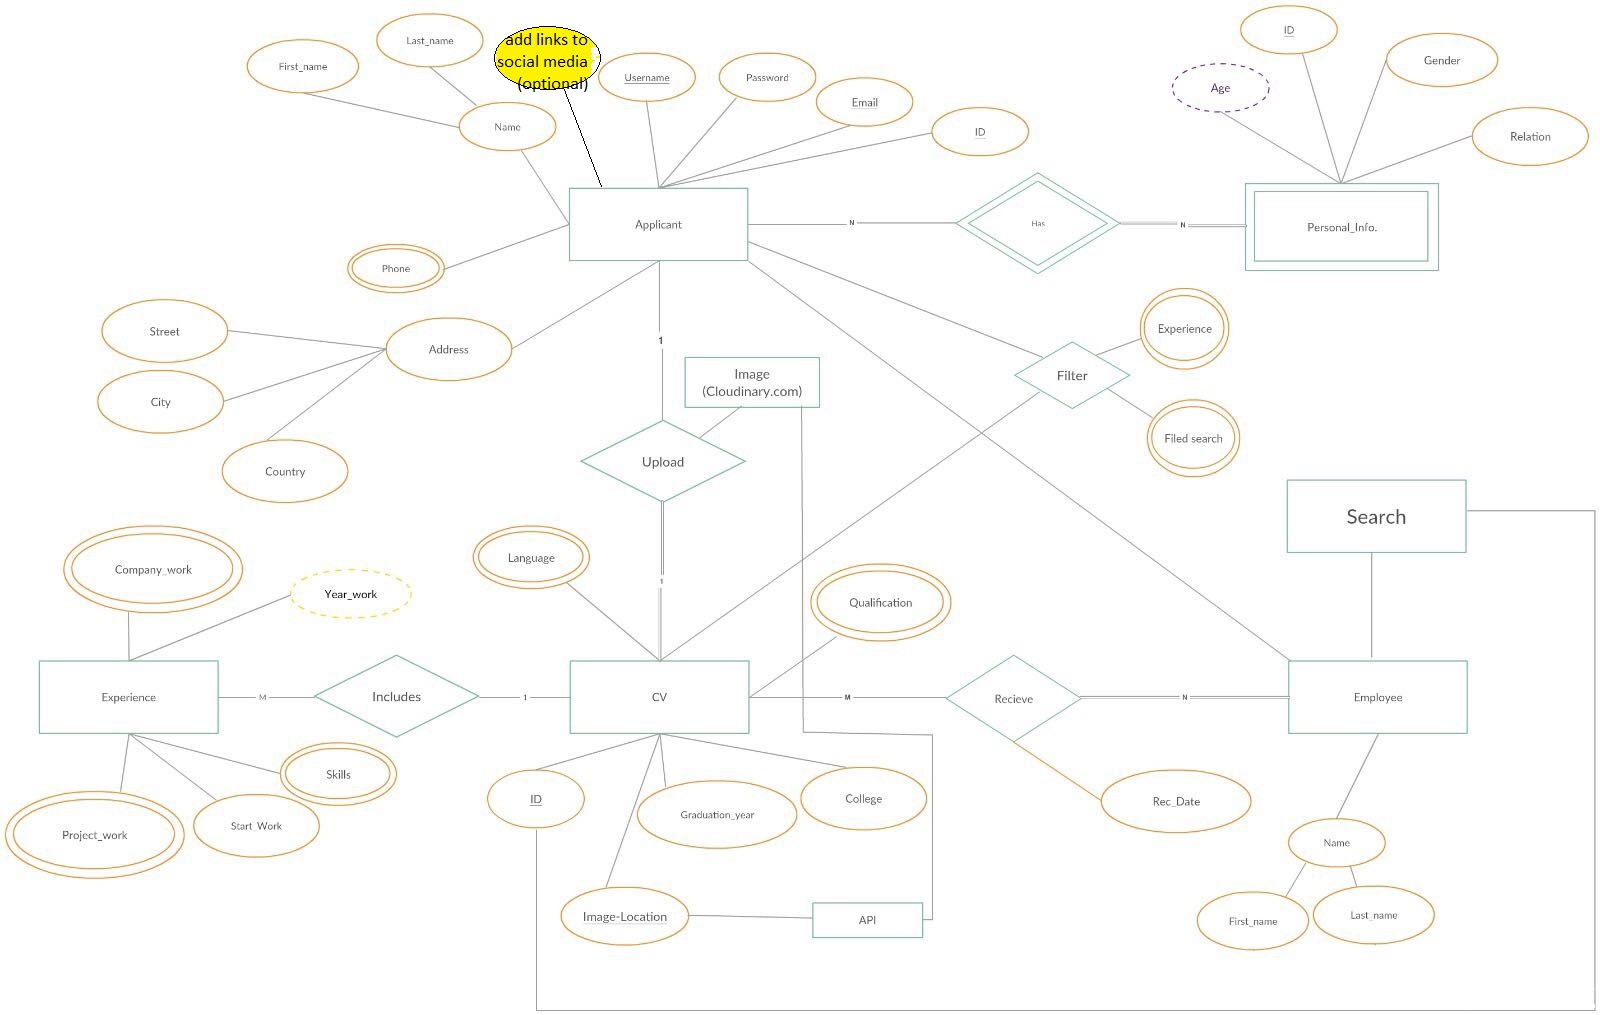 Last_name
First_name
add links to
social media
(optional)
Username
Password
Email
ID
Name
ID
Gender
Age
Relation
Applicant
N
Has
N
Personal_Info.
Phone
Street
Address
City
Country
1
Image
(Cloudinary.com)
Upload
Experience
Filter
Filed search
Search
Company_work
Year_work
Language
1
Qualification
Experience
M
Includes
1
CV
M
Recieve
N
Employee
Skills
Project_work
Start_Work
ID
Graduation_year
College
Rec_Date
Name
First_name
Last_name
Image-Location
API